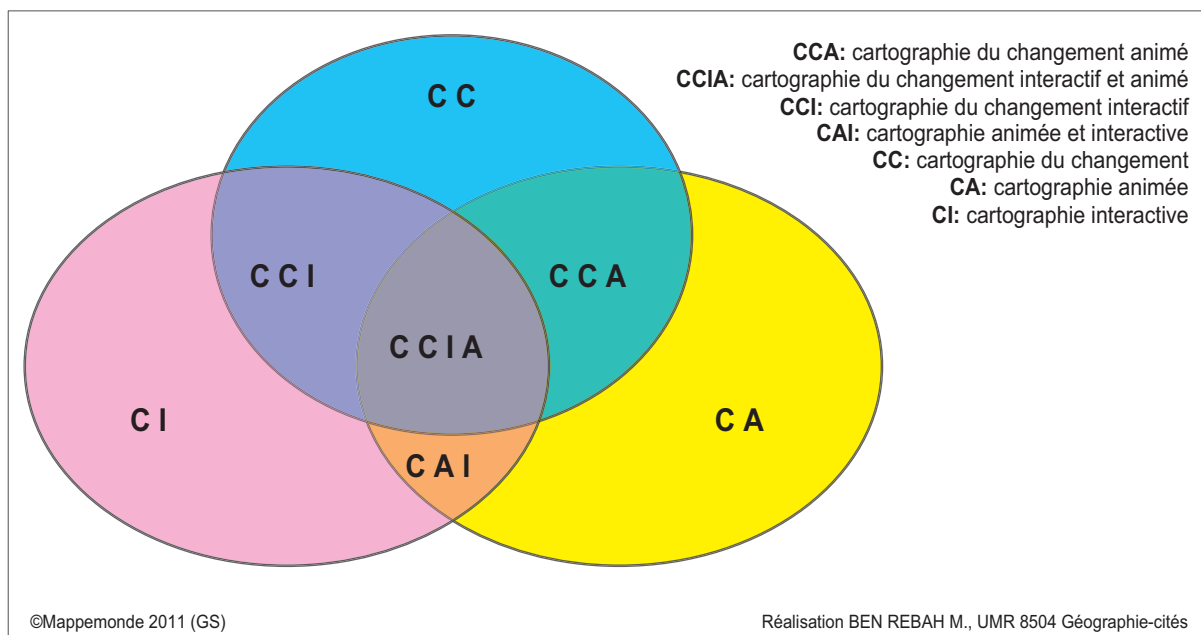 C C
CCA: cartographie du changement animé
CCIA: cartographie du changement interactif et animé
CCI: cartographie du changement interactif
CAI: cartographie animée et interactive
CC: cartographie du changement
CA: cartographie animée
CI: cartographie interactive
C C I
C C A
C C I A
C I
C A
C A I
©Mappemonde 2011 (GS)
Réalisation BEN REBAH M., UMR 8504 Géographie-cités